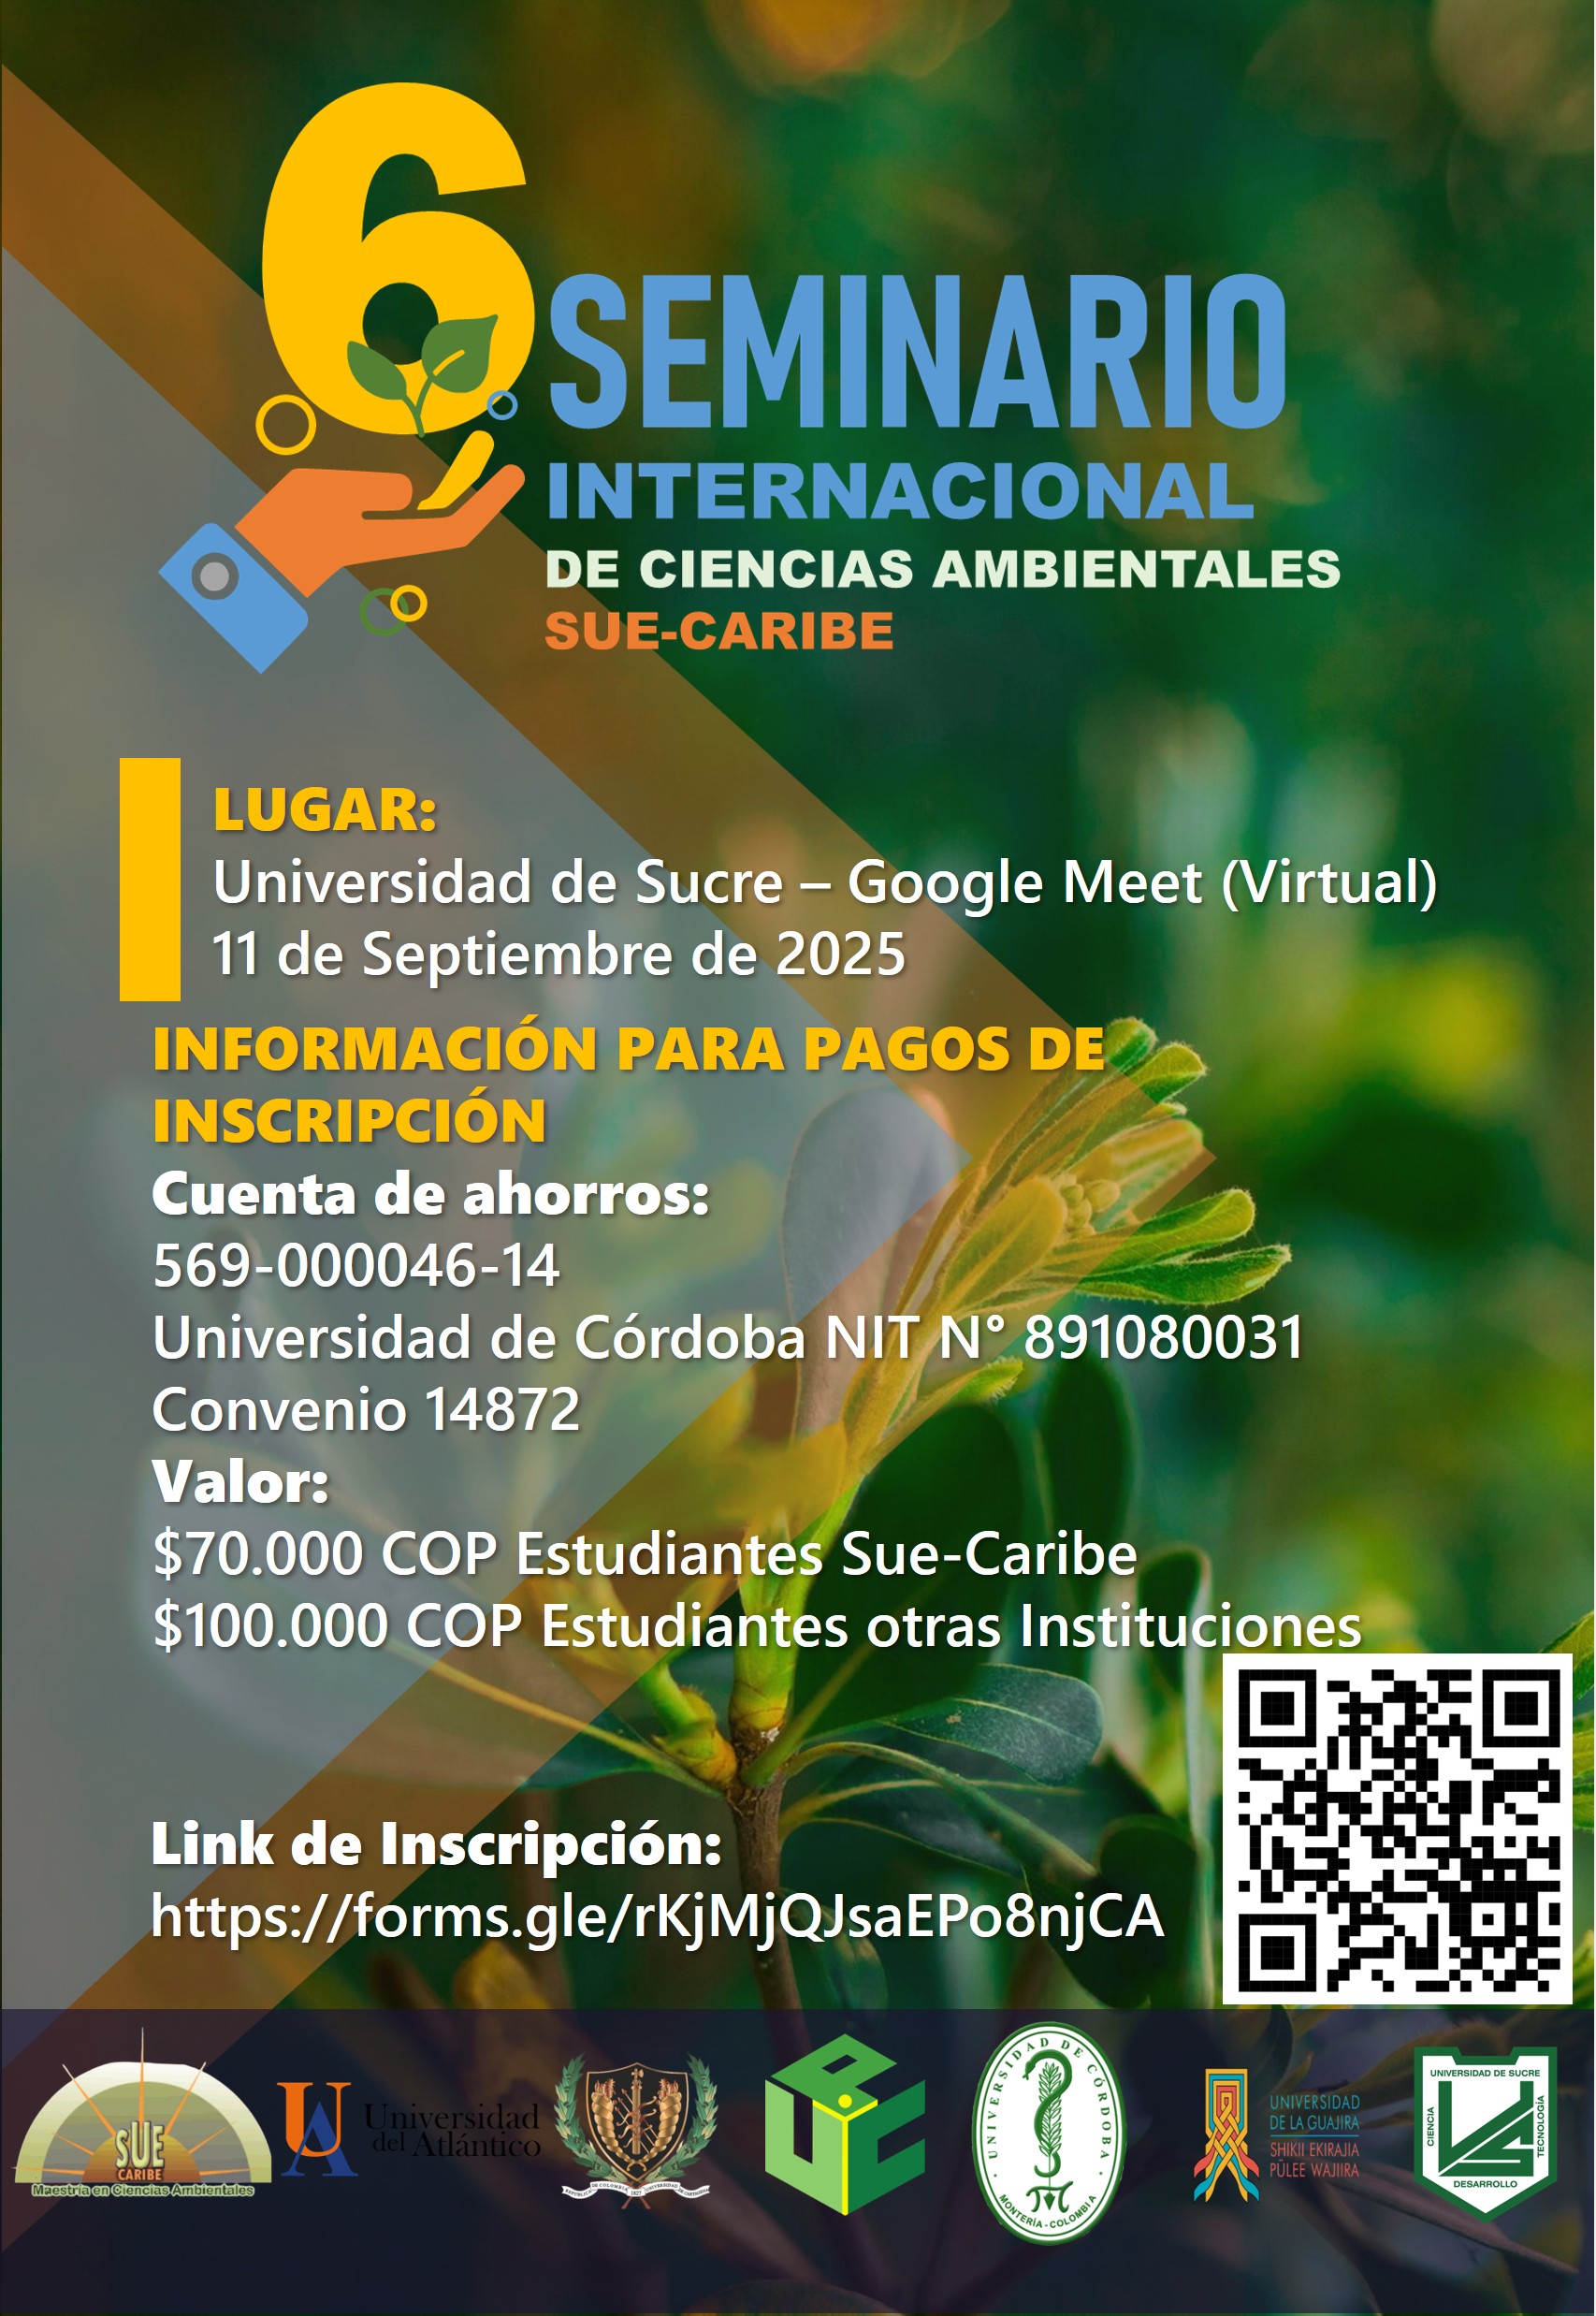 6 SEMINARIO
INTERNACIONAL
DE CIENCIAS AMBIENTALES
SUE-CARIBE
LUGAR:
Universidad de Sucre – Google Meet (Virtual)
11 de Septiembre de 2025
INFORMACIÓN PARA PAGOS DE
INSCRIPCIÓN
Cuenta de ahorros:
569-000046-14
Universidad de Córdoba NIT N° 891080031
Convenio 14872
Valor:
$70.000 COP Estudiantes Sue-Caribe
$100.000 COP Estudiantes otras Instituciones
Link de Inscripción:
https://forms.gle/rKjMjQJsaEPo8njCA
SUE
CARIBE
Maestría en Ciencias Ambientales
UA
Universidad
del Atlántico
UPC
UNIVERSIDAD DE CÓRDOBA
MONTERÍA - COLOMBIA
UNIVERSIDAD
DE LA GUAJIRA
SHIKII EKIRAJIA
PÜLEE WAJIIRA
UNIVERSIDAD DE SUCRE
CIENCIA
TECNOLOGÍA
DESARROLLO